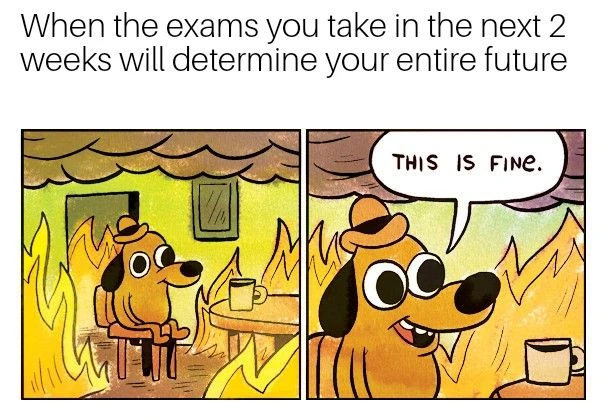 When the exams you take in the next 2
weeks will determine your entire future
THIS IS FINE.